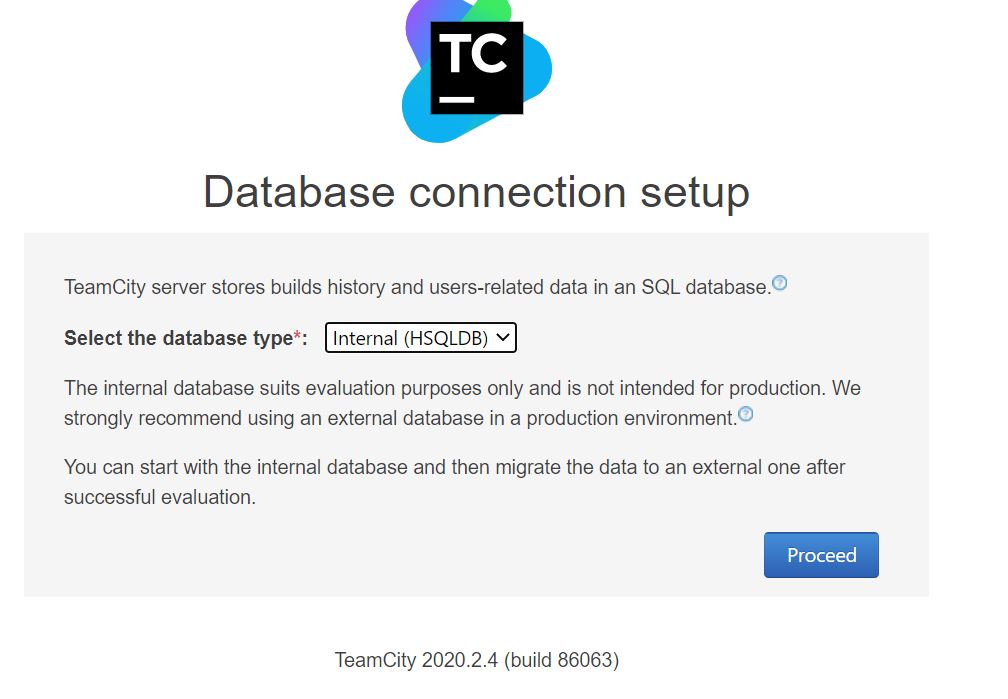 TC
Database connection setup
TeamCity server stores builds history and users-related data in an SQL database.?
Select the database type*: Internal (HSQLDB)
The internal database suits evaluation purposes only and is not intended for production. We
strongly recommend using an external database in a production environment.?
You can start with the internal database and then migrate the data to an external one after
successful evaluation.
Proceed
TeamCity 2020.2.4 (build 86063)